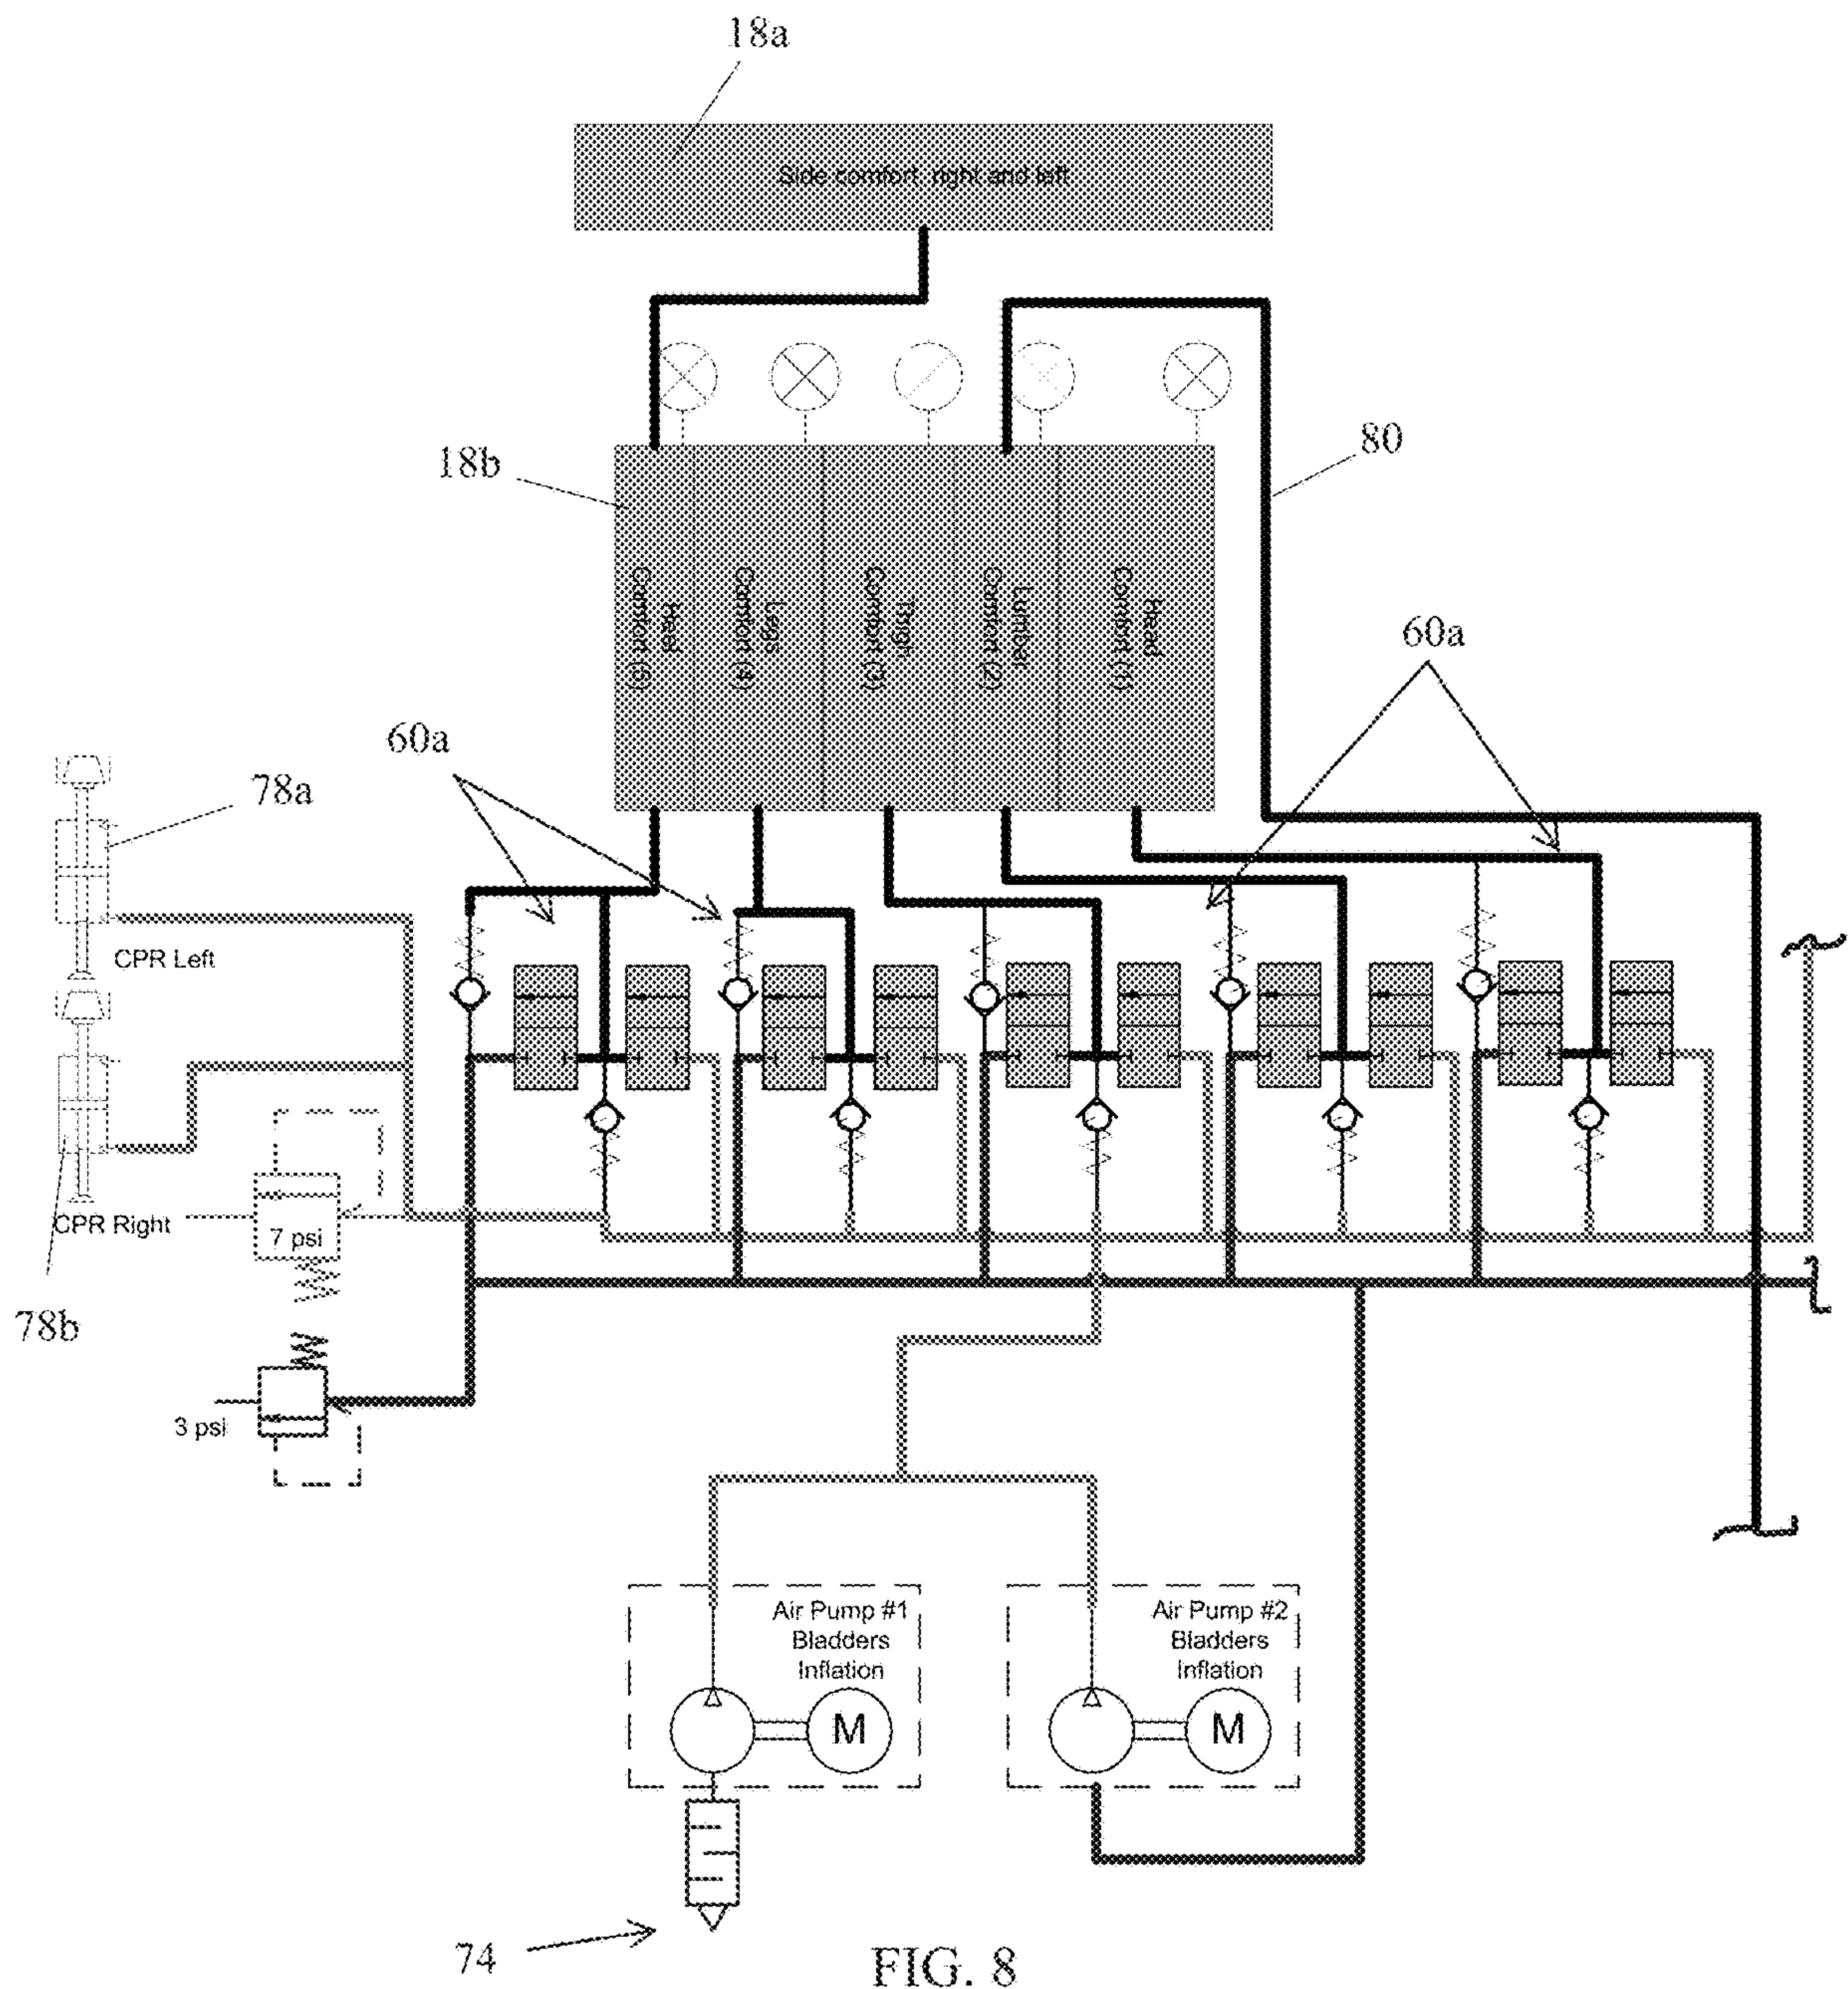 18a
Side comfort, right and left
80
18b
Heel
Comfort (5)
Legs
Comfort (4)
Thigh
Comfort (3)
Lumber
Comfort (2)
Head
Comfort (1)
60a
60a
78a
CPR Left
CPR Right
7 psi
78b
3 psi
Air Pump #1
Bladders
Inflation
Air Pump #2
Bladders
Inflation
M
M
74
FIG. 8